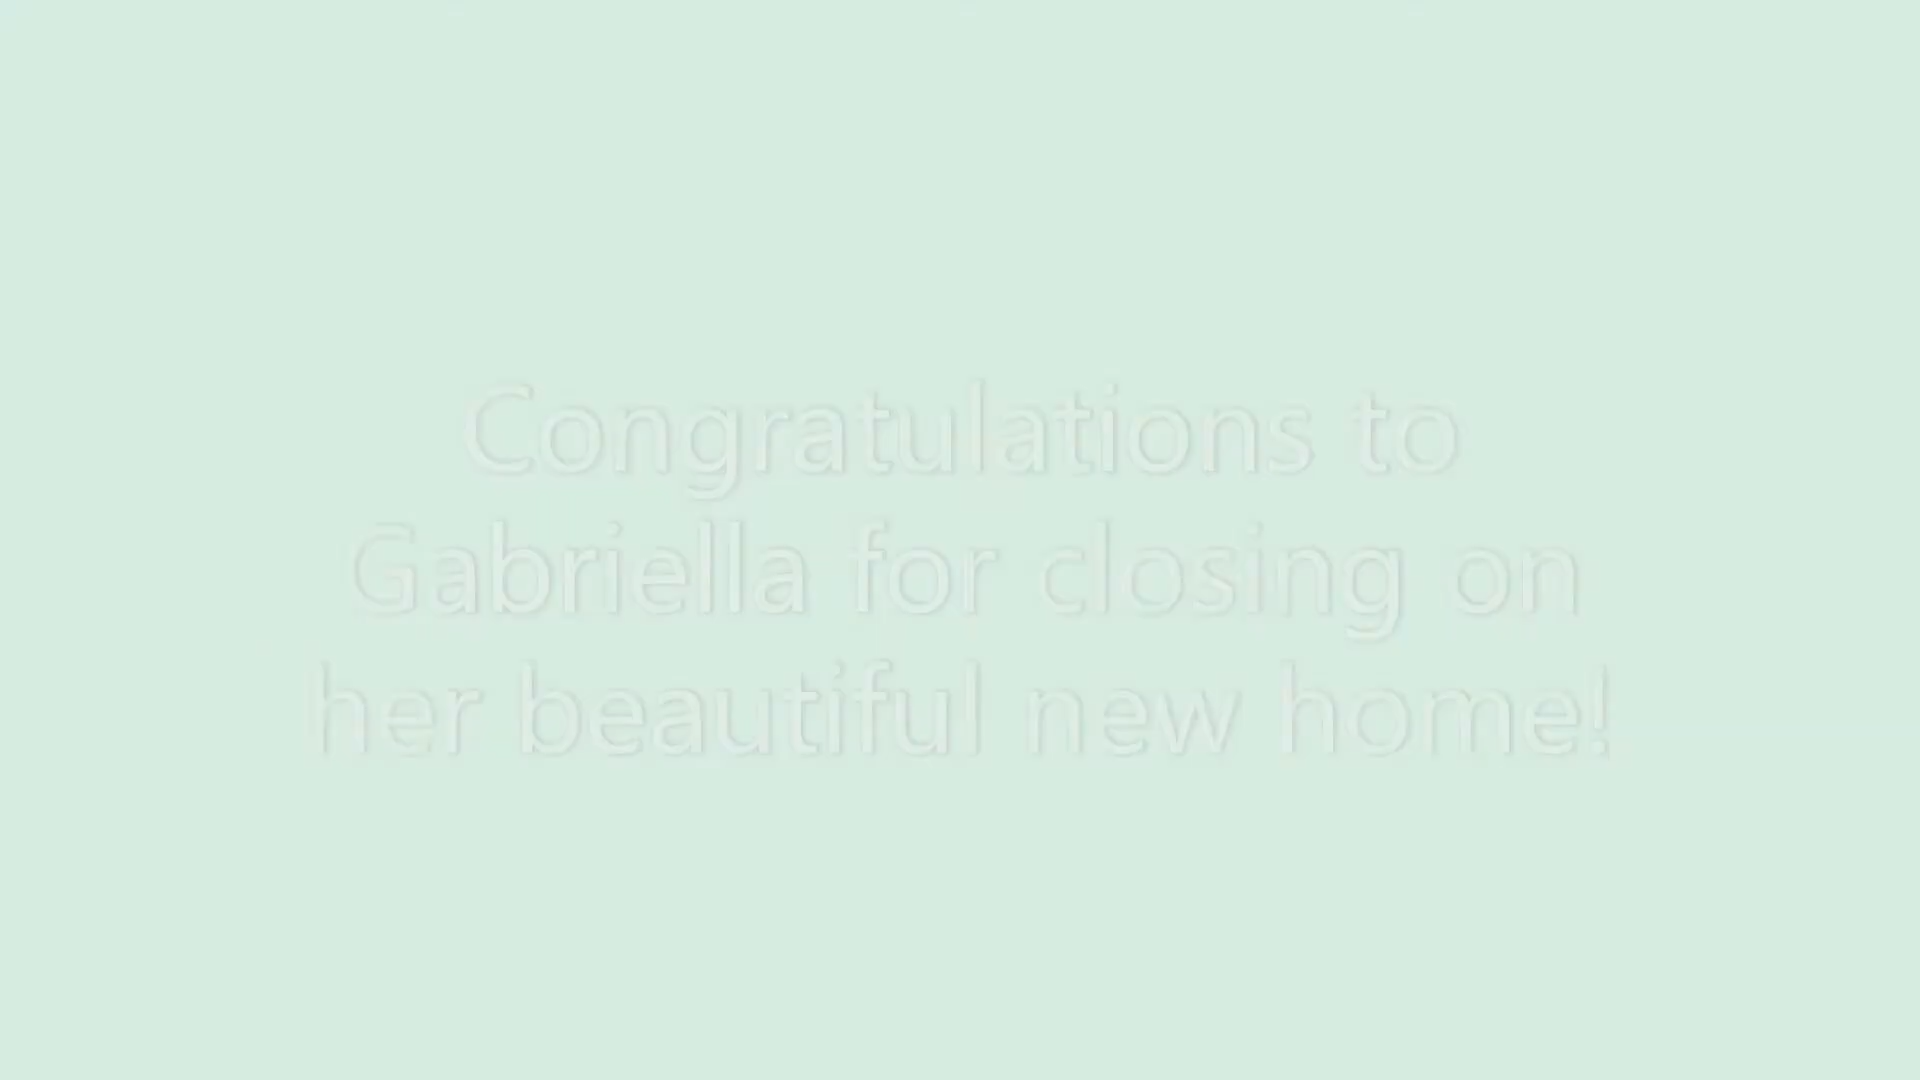 Congratulations to
Gabriella for closing on
her beautiful new home!